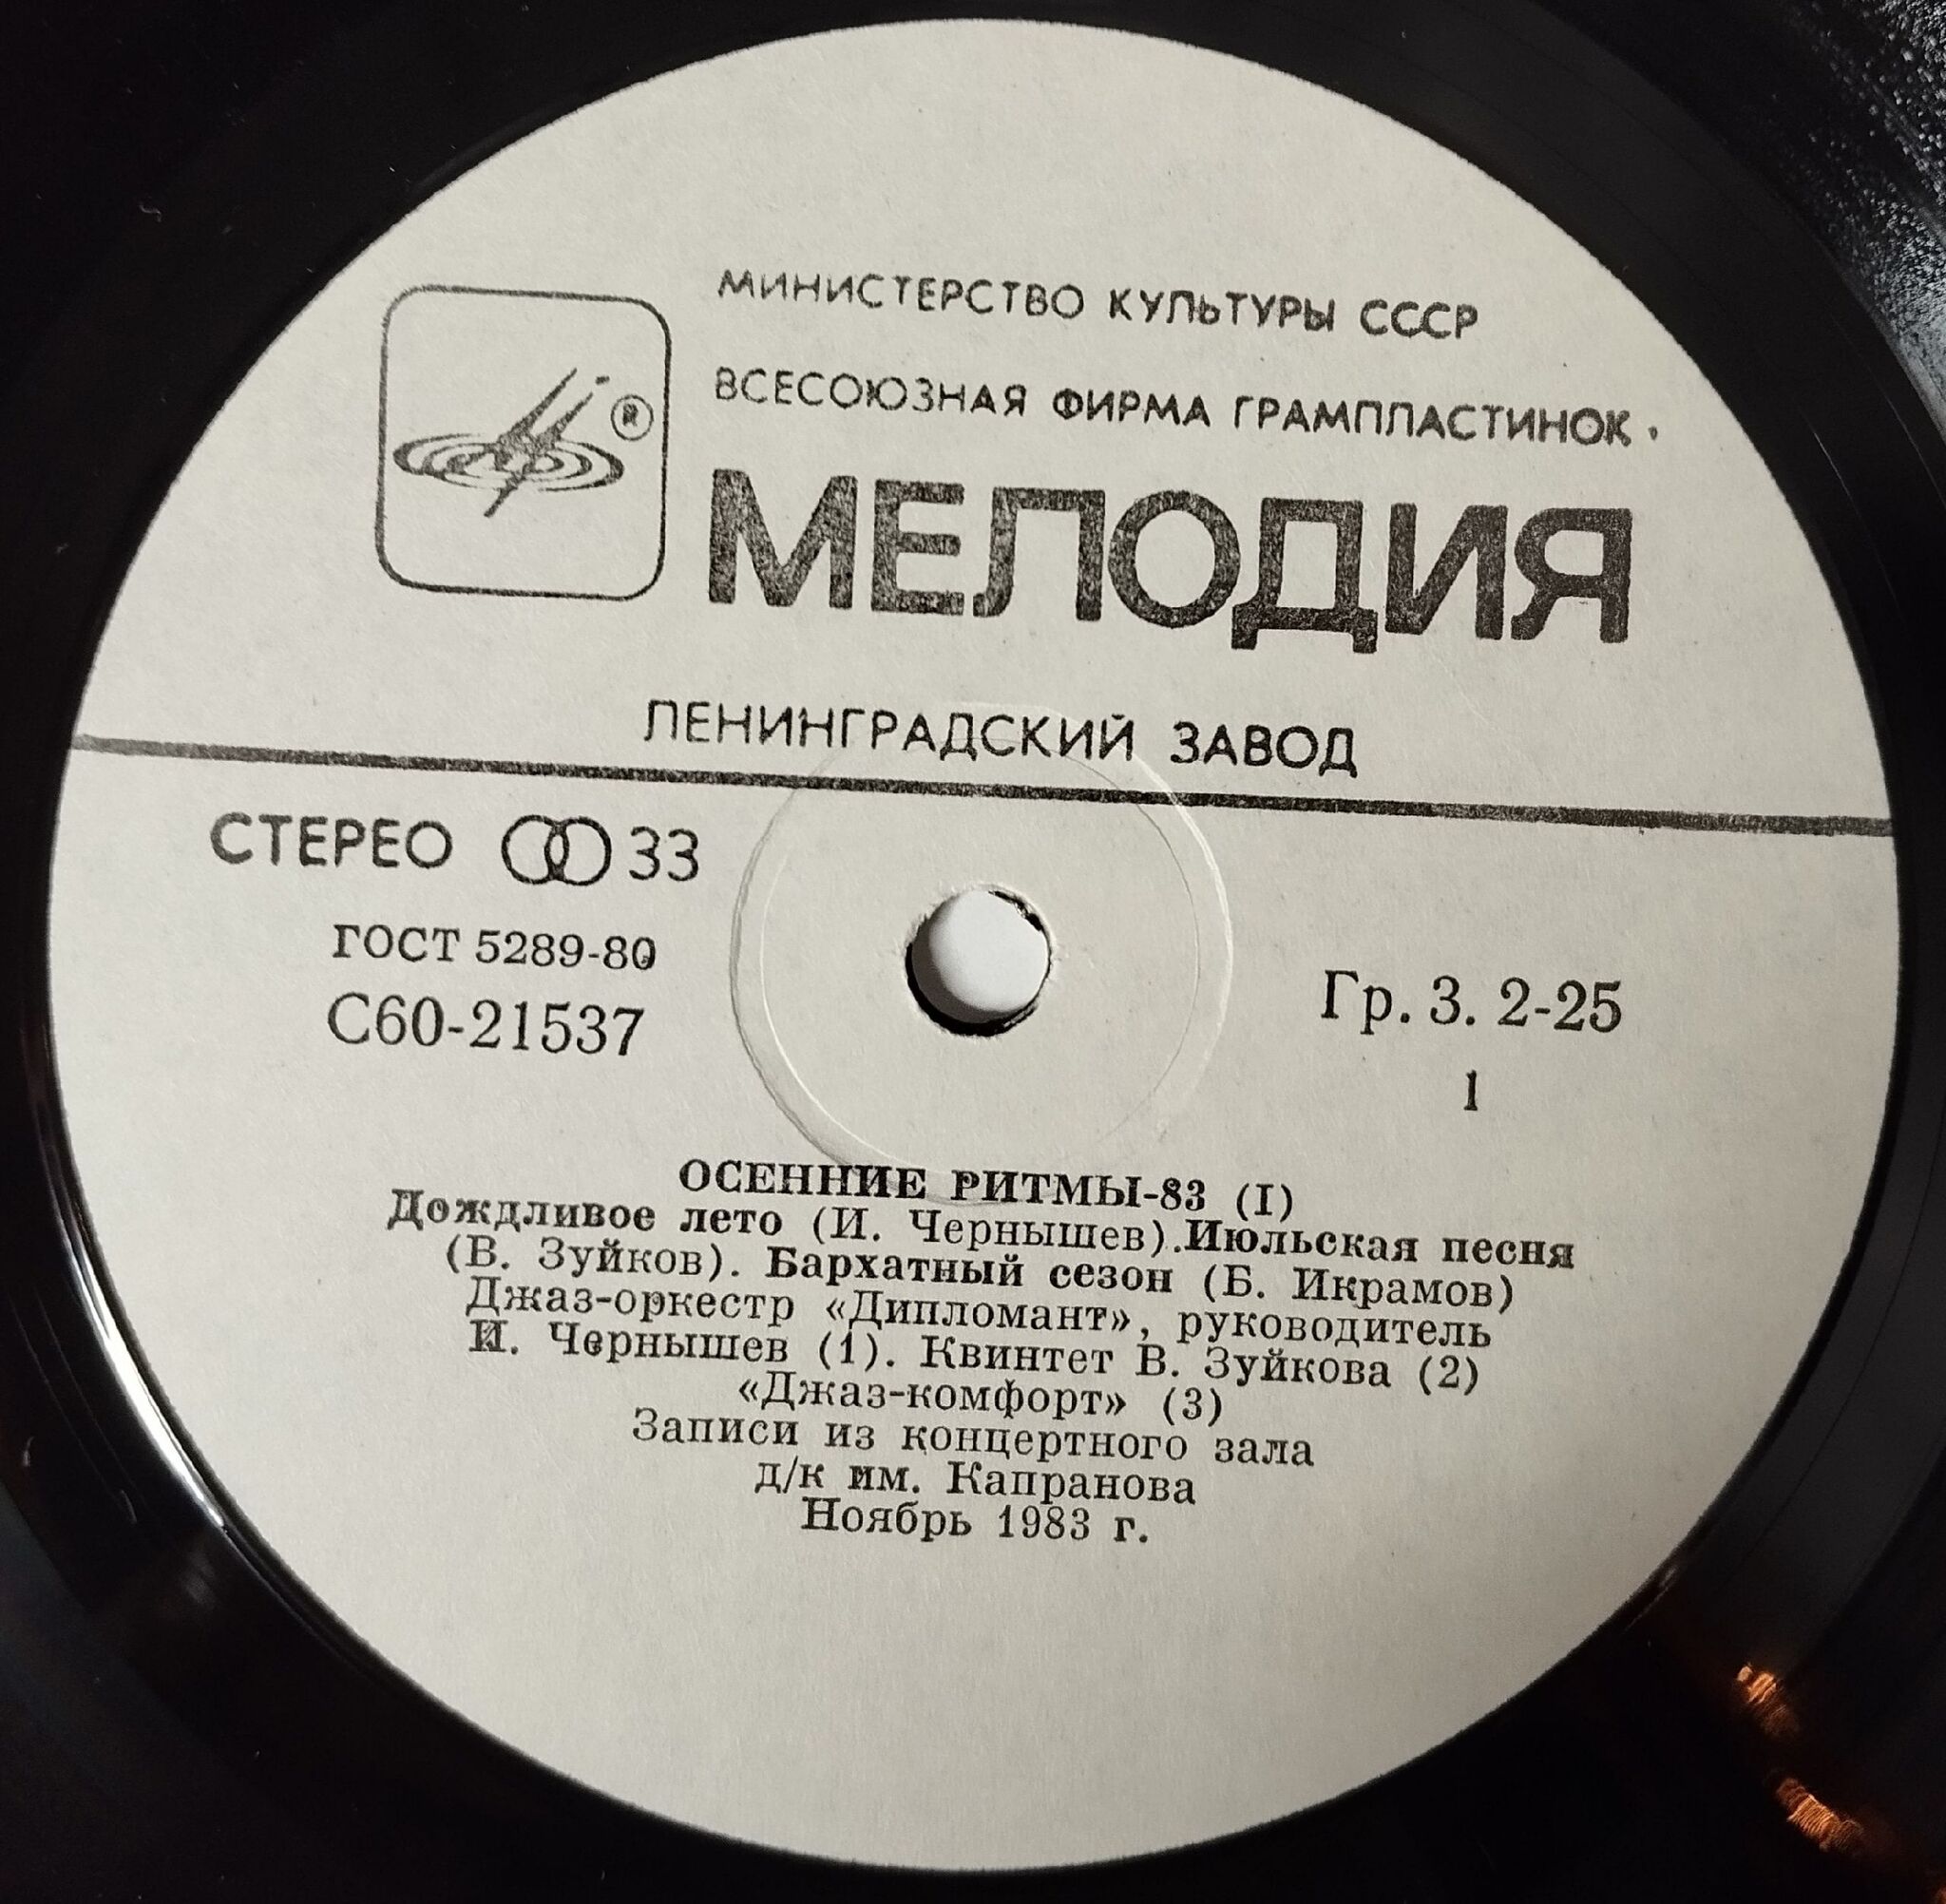 МИНИСТЕРСТВО КУЛЬТУРЫ СССР
ВСЕСОЮЗНАЯ ФИРМА ГРАМПЛАСТИНОК
®
МЕЛОДИЯ
ЛЕНИНГРАДСКИЙ ЗАВОД
СТЕРЕО 33
ГОСТ 5289-80
С60-21537
Гр. 3. 2-25
1
ОСЕННИЕ РИТМЫ-83 (I)
Дождливое лето (И. Чернышев).Июльская песня
(В. Зуйков). Бархатный сезон (Б. Икрамов)
Джаз-оркестр «Дипломант», руководитель
И. Чернышев (1). Квинтет В. Зуйкова (2)
«Джаз-комфорт» (3)
Записи из концертного зала
д/к им. Капранова
Ноябрь 1983 г.